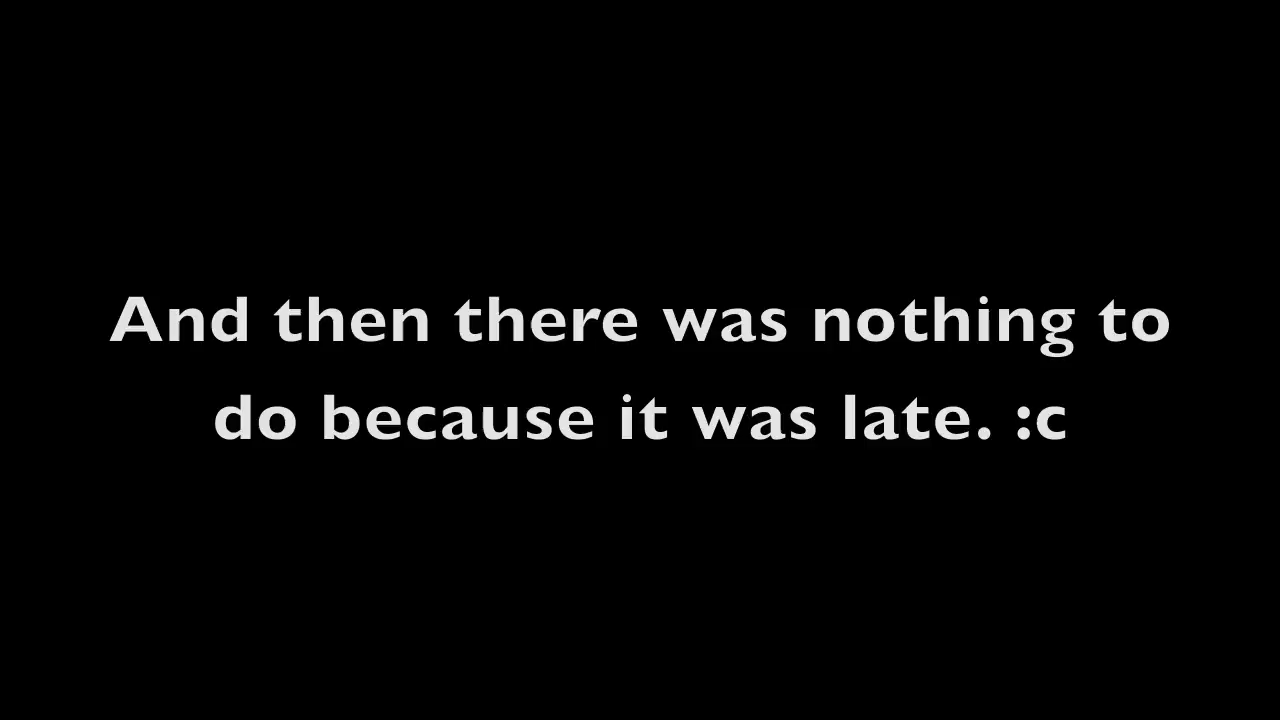 And then there was nothing to
do because it was late. :c